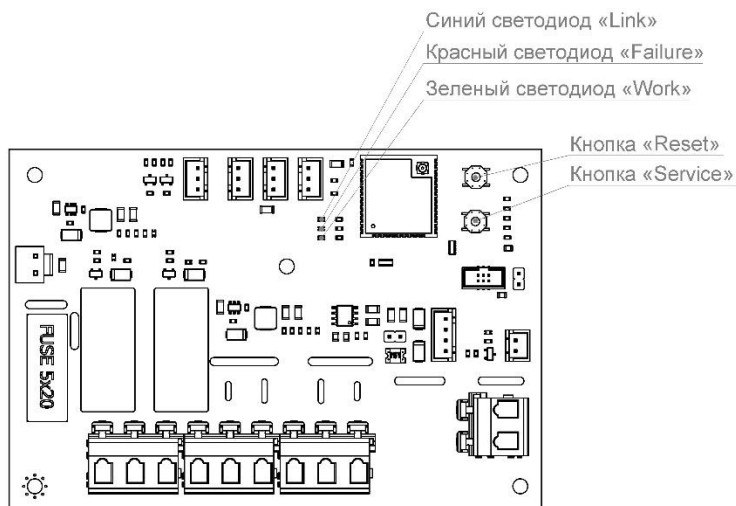 Синий светодиод «Link»
Красный светодиод «Failure»
Зеленый светодиод «Work»
Кнопка «Reset»
Кнопка «Service»
FUSE 5x20